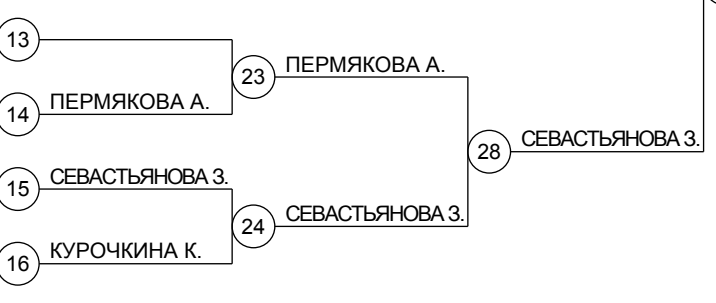 13
ПЕРМЯКОВА А.
23
14
ПЕРМЯКОВА А.
СЕВАСТЬЯНОВА З.
28
15
СЕВАСТЬЯНОВА З.
24
СЕВАСТЬЯНОВА З.
16
КУРОЧКИНА К.